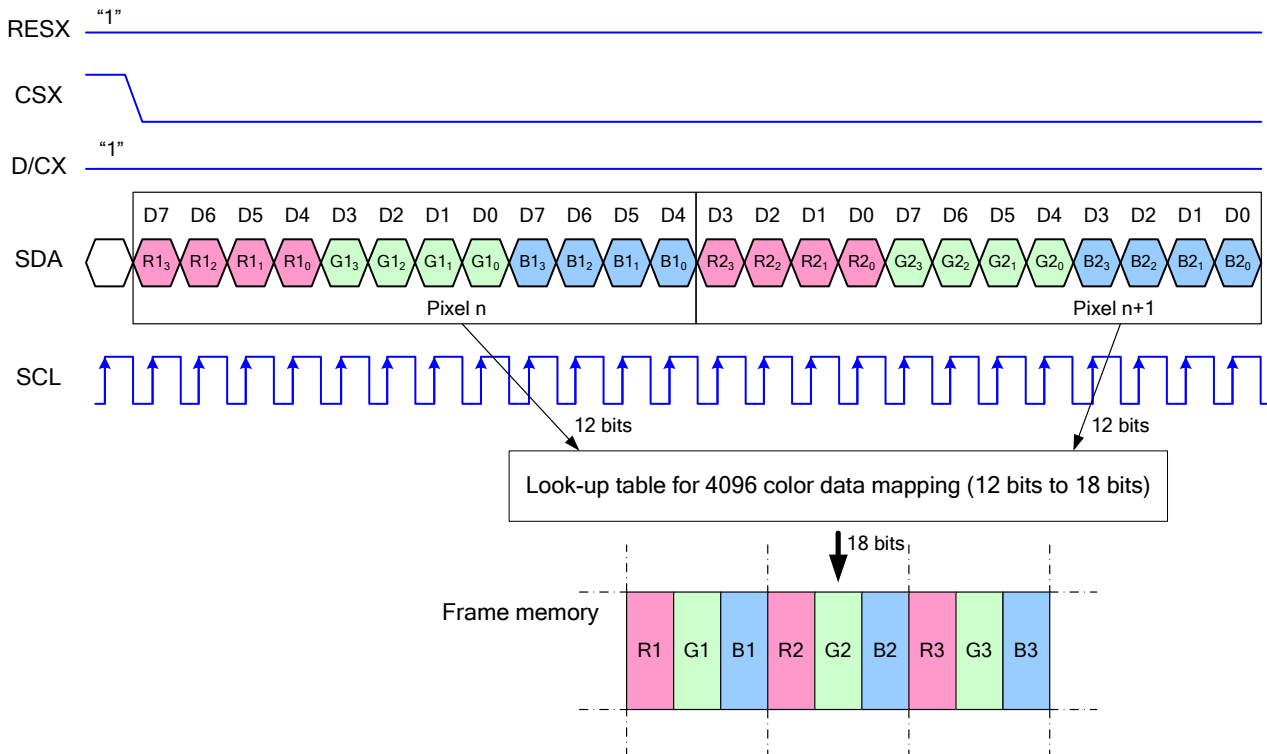 RESX “1”
CSX
D/CX “1”
D7 D6 D5 D4 D3 D2 D1 D0 D7 D6 D5 D4 D3 D2 D1 D0 D7 D6 D5 D4 D3 D2 D1 D0
SDA R1₃ R1₂ R1₁ R1₀ G1₃ G1₂ G1₁ G1₀ B1₃ B1₂ B1₁ B1₀ R2₃ R2₂ R2₁ R2₀ G2₃ G2₂ G2₁ G2₀ B2₃ B2₂ B2₁ B2₀
Pixel n Pixel n+1
SCL
12 bits 12 bits
Look-up table for 4096 color data mapping (12 bits to 18 bits)
18 bits
Frame memory
R1 G1 B1 R2 G2 B2 R3 G3 B3